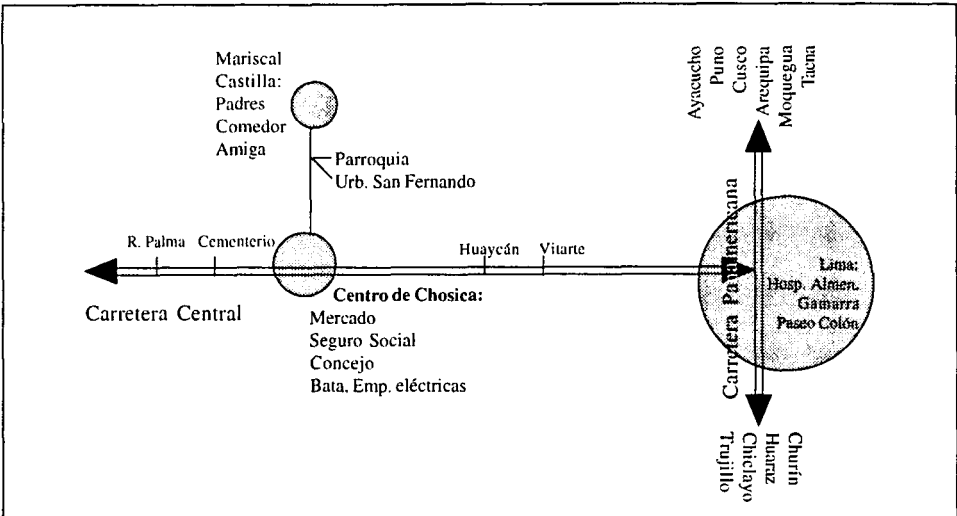 Mariscal
Castilla:
Padres
Comedor
Amiga
Parroquia
Urb. San Fernando
R. Palma
Cementerio
Huaycán
Vitarte
Carretera Central
Centro de Chosica:
Mercado
Seguro Social
Concejo
Bata, Emp. eléctricas
Ayacucho
Puno
Cusco
Arequipa
Moquegua
Tacna
Carretera Panamericana
Lima:
Hosp. Almen.
Gamarra
Paseo Colón
Churín
Huaraz
Chiclayo
Trujillo